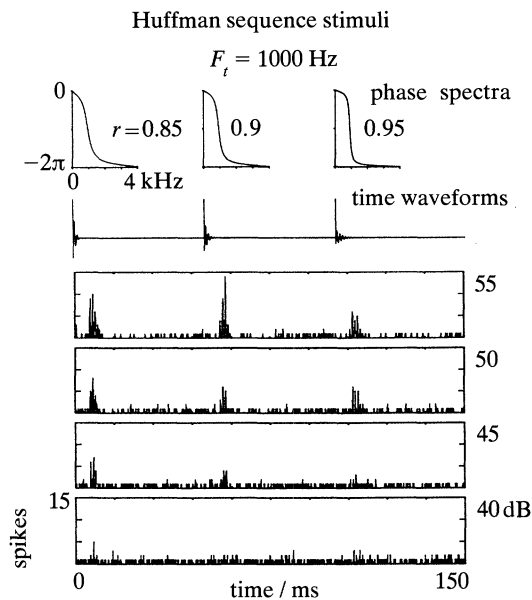 Huffman sequence stimuli
F_t = 1000 Hz
0 phase spectra
r = 0.85 0.9 0.95
−2π
0 4 kHz
time waveforms
55
50
45
15 40 dB
spikes
0 150
time / ms